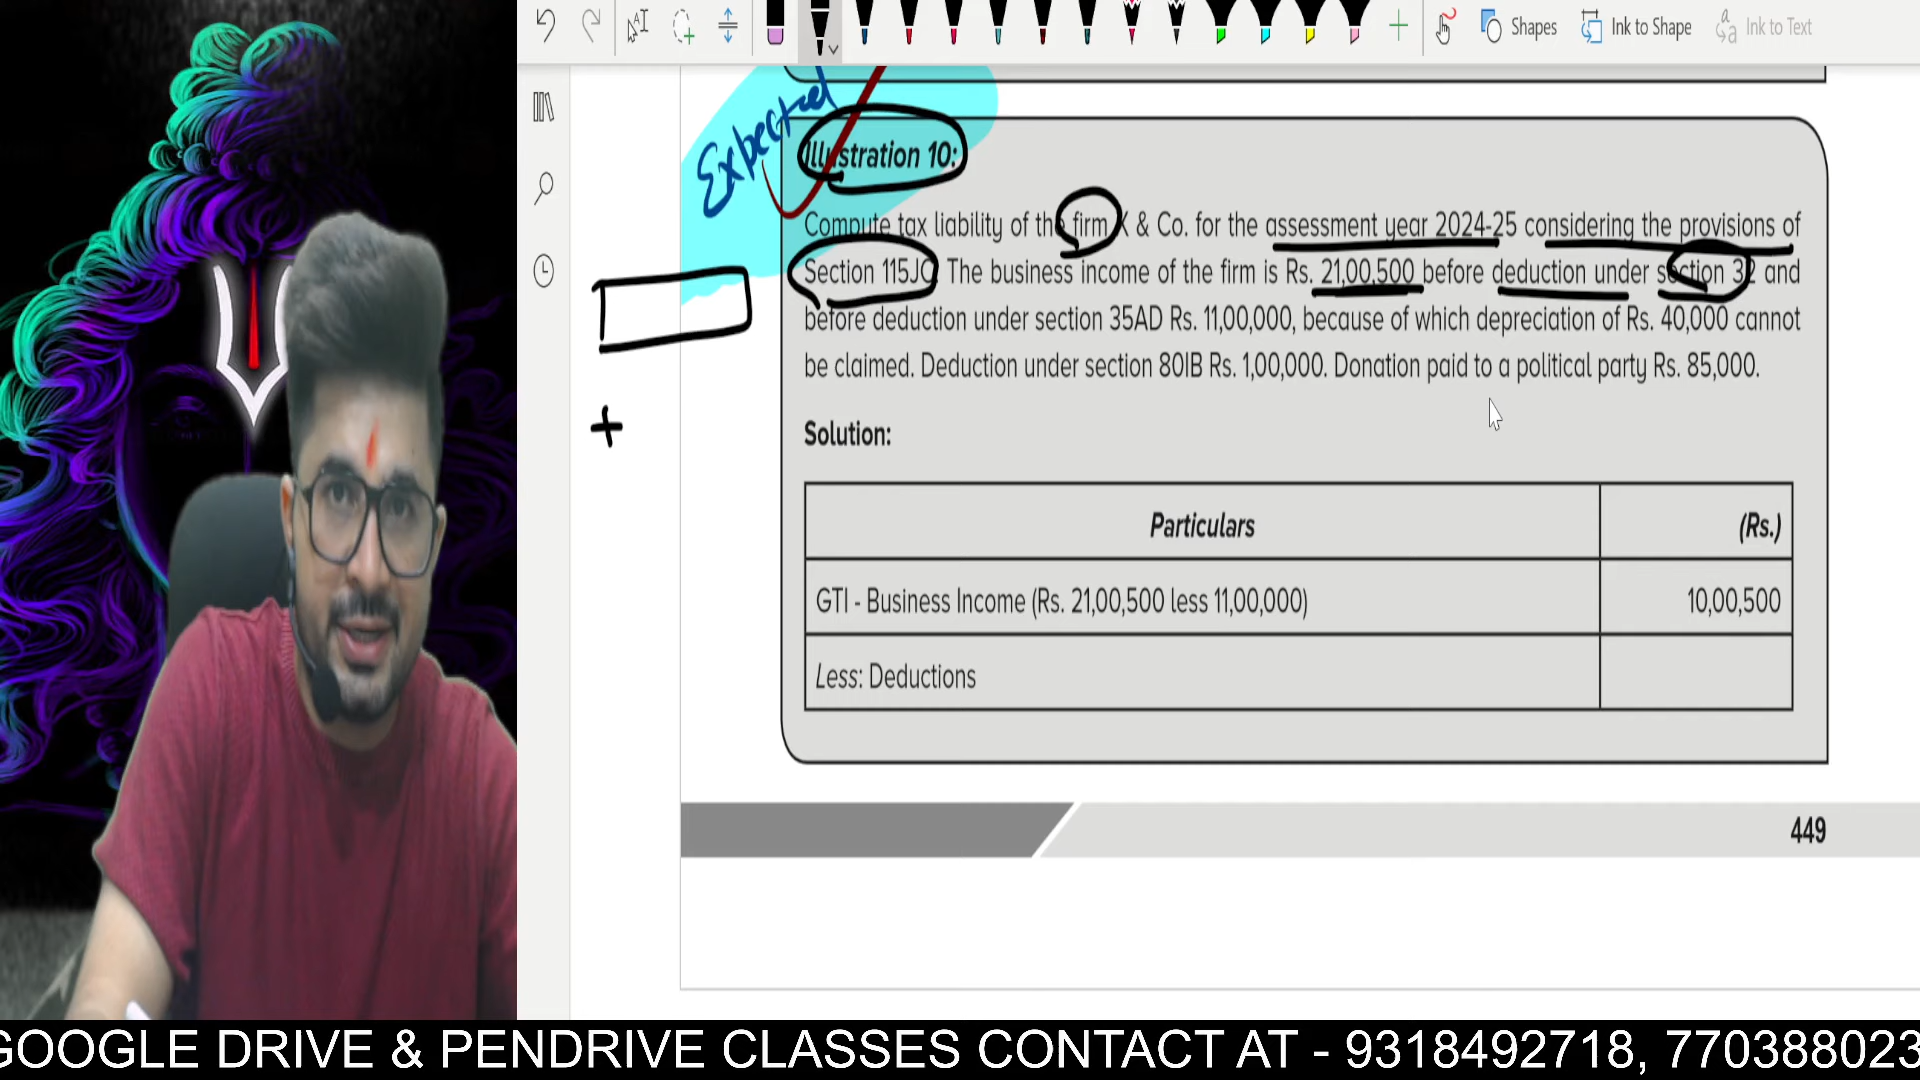 Shapes
Ink to Shape
Ink to Text
Expected
Illustration 10:
Compute tax liability of the firm X & Co. for the assessment year 2024-25 considering the provisions of
Section 115JC. The business income of the firm is Rs. 21,00,500 before deduction under section 32 and
before deduction under section 35AD Rs. 11,00,000, because of which depreciation of Rs. 40,000 cannot
be claimed. Deduction under section 80IB Rs. 1,00,000. Donation paid to a political party Rs. 85,000.
+
Solution:
Particulars (Rs.)
GTI - Business Income (Rs. 21,00,500 less 11,00,000) 10,00,500
Less: Deductions
449
GOOGLE DRIVE & PENDRIVE CLASSES CONTACT AT - 9318492718, 770388023